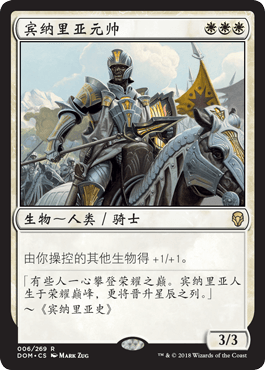 宾纳里亚元帅
生物～人类／骑士
由你操控的其他生物得 +1/+1。
「有些人一心攀登荣耀之巅。宾纳里亚人
生于荣耀巅峰，更将晋升星辰之列。」
～《宾纳里亚史》
3/3
006/269 R
DOM • CS MARK ZUG
™ & © 2018 Wizards of the Coast